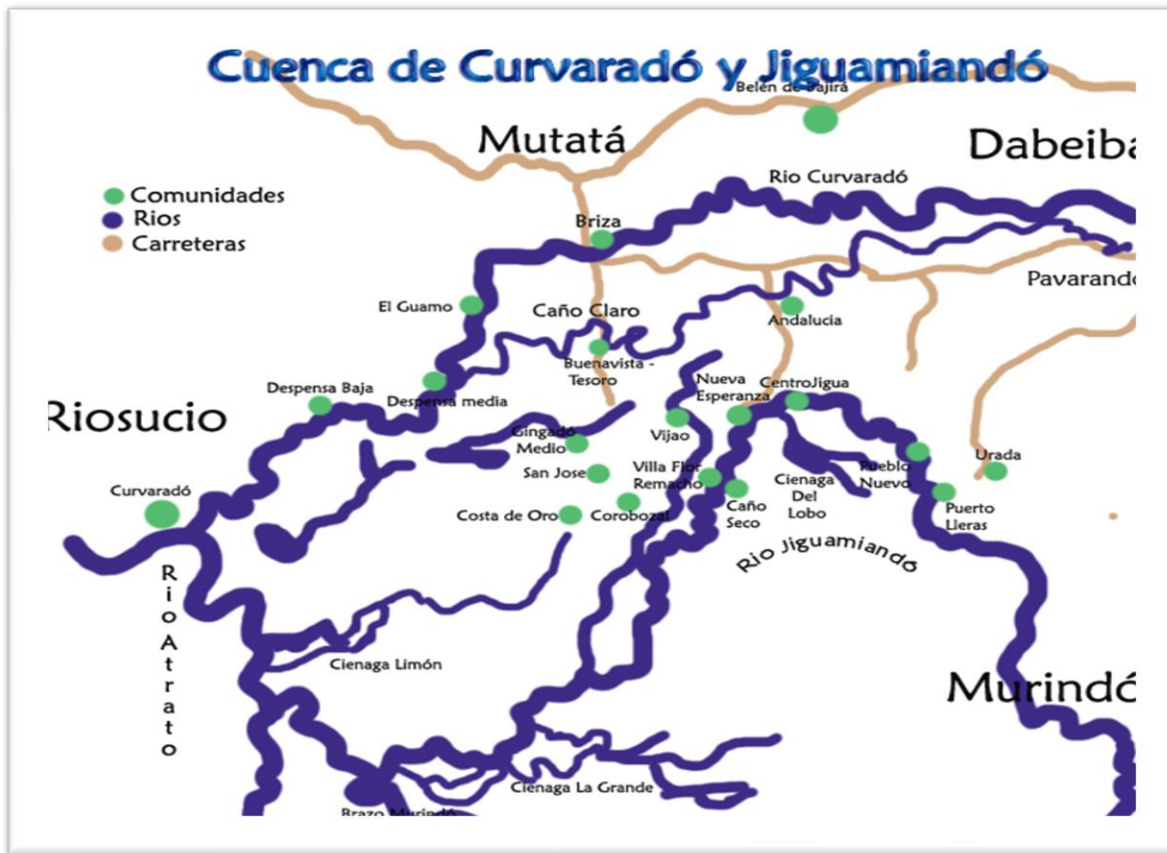 Cuenca de Curvaradó y Jiguamiandó
Belén de Bajirá
Mutatá
Dabeiba
Rio Curvaradó
Comunidades
Rios
Carreteras
Briza
Pavarandó
El Guamo
Caño Claro
Andalucia
Buenavista -
Tesoro
Despensa Baja
Despensa media
Nueva
Esperanza
CentroJigua
Riosucio
Gingadó
Medio
Vijao
San Jose
Villa Flor
Remacho
Cienaga
Del
Lobo
Pueblo
Nuevo
Urada
Curvaradó
Costa de Oro
Corobozal
Caño
Seco
Puerto
Lleras
Rio Jiguamiandó
Rio Atrato
Cienaga Limón
Murindó
Cienaga La Grande
Brazo Murindó